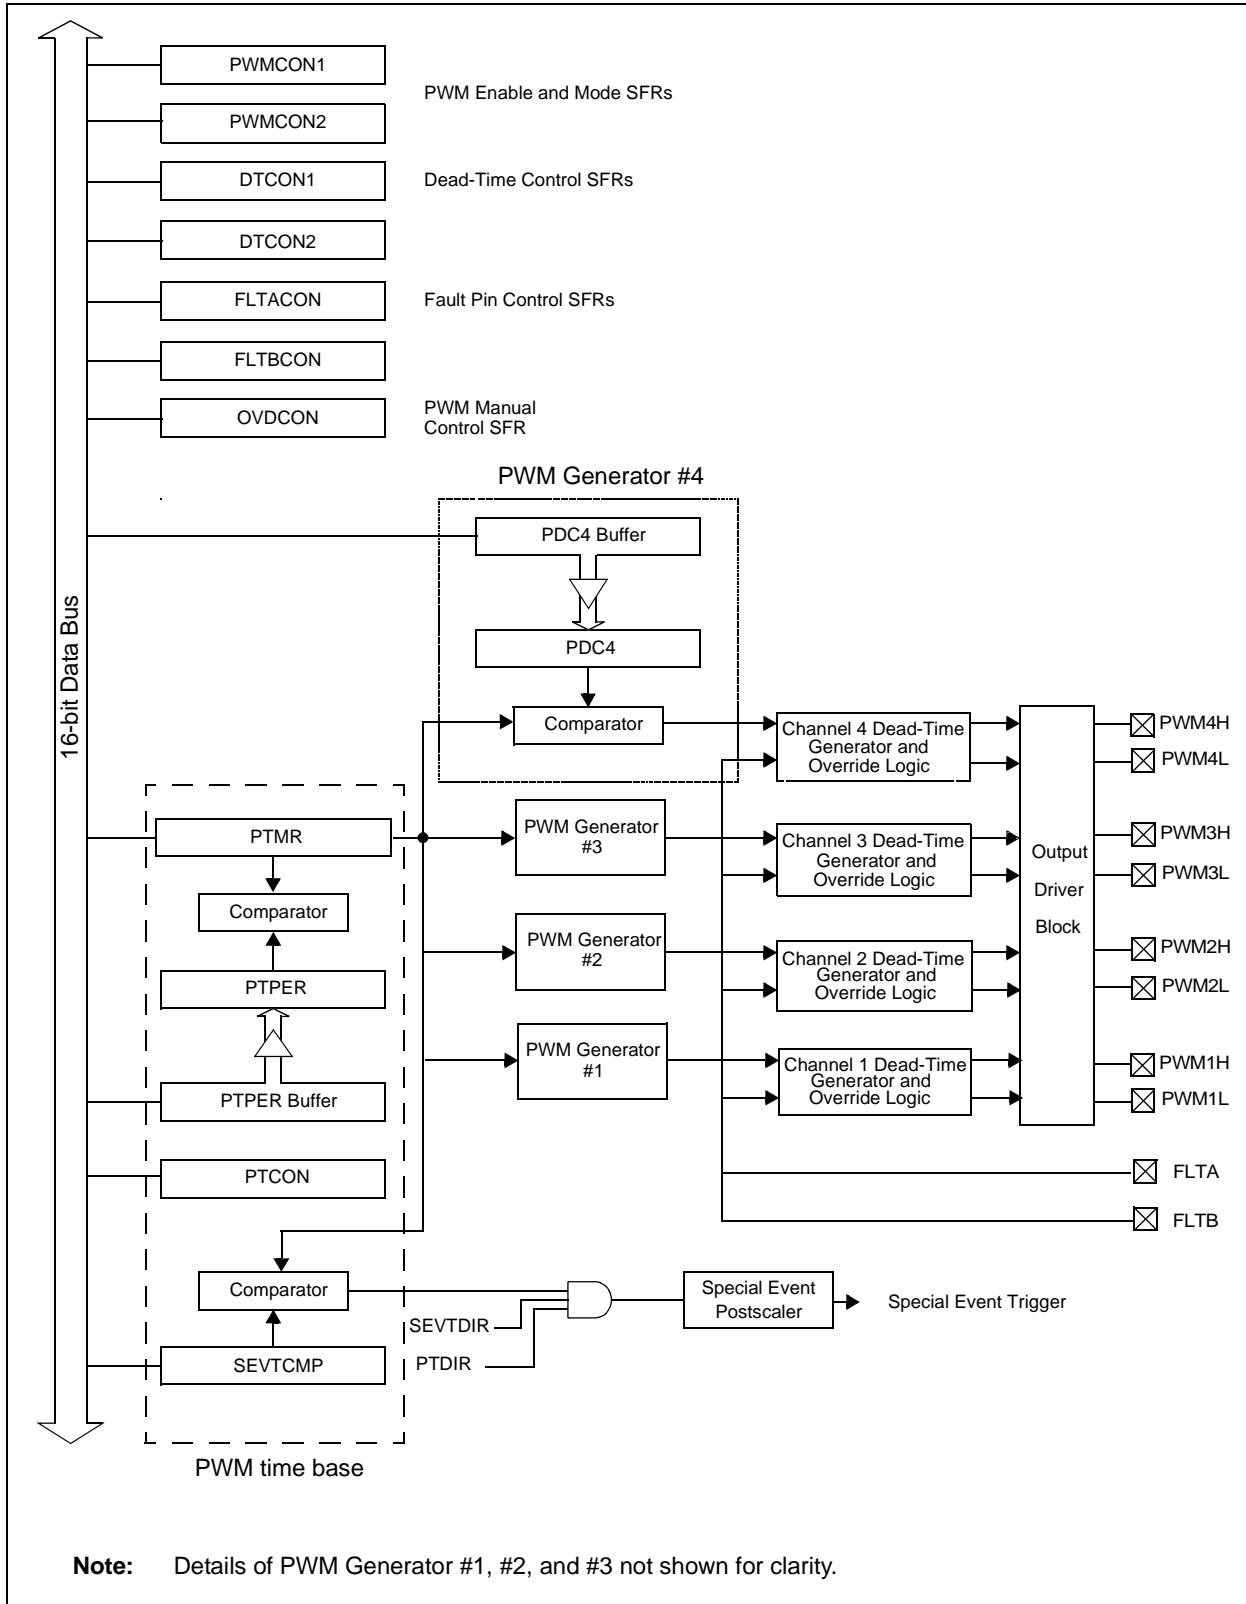 PWMCON1
PWM Enable and Mode SFRs
PWMCON2
DTCON1
Dead-Time Control SFRs
DTCON2
FLTACON
Fault Pin Control SFRs
FLTBCON
OVDCON
PWM Manual
Control SFR
PWM Generator #4
PDC4 Buffer
PDC4
Comparator
16-bit Data Bus
Channel 4 Dead-Time
Generator and
Override Logic
PWM4H
PWM4L
PTMR
Comparator
PTPER
PTPER Buffer
PTCON
Comparator
SEVTCMP
PWM time base
PWM Generator
#3
Channel 3 Dead-Time
Generator and
Override Logic
PWM3H
PWM3L
Output
Driver
Block
PWM Generator
#2
Channel 2 Dead-Time
Generator and
Override Logic
PWM2H
PWM2L
PWM Generator
#1
Channel 1 Dead-Time
Generator and
Override Logic
PWM1H
PWM1L
FLTA
FLTB
SEVTDIR
PTDIR
Special Event
Postscaler
Special Event Trigger
Note: Details of PWM Generator #1, #2, and #3 not shown for clarity.